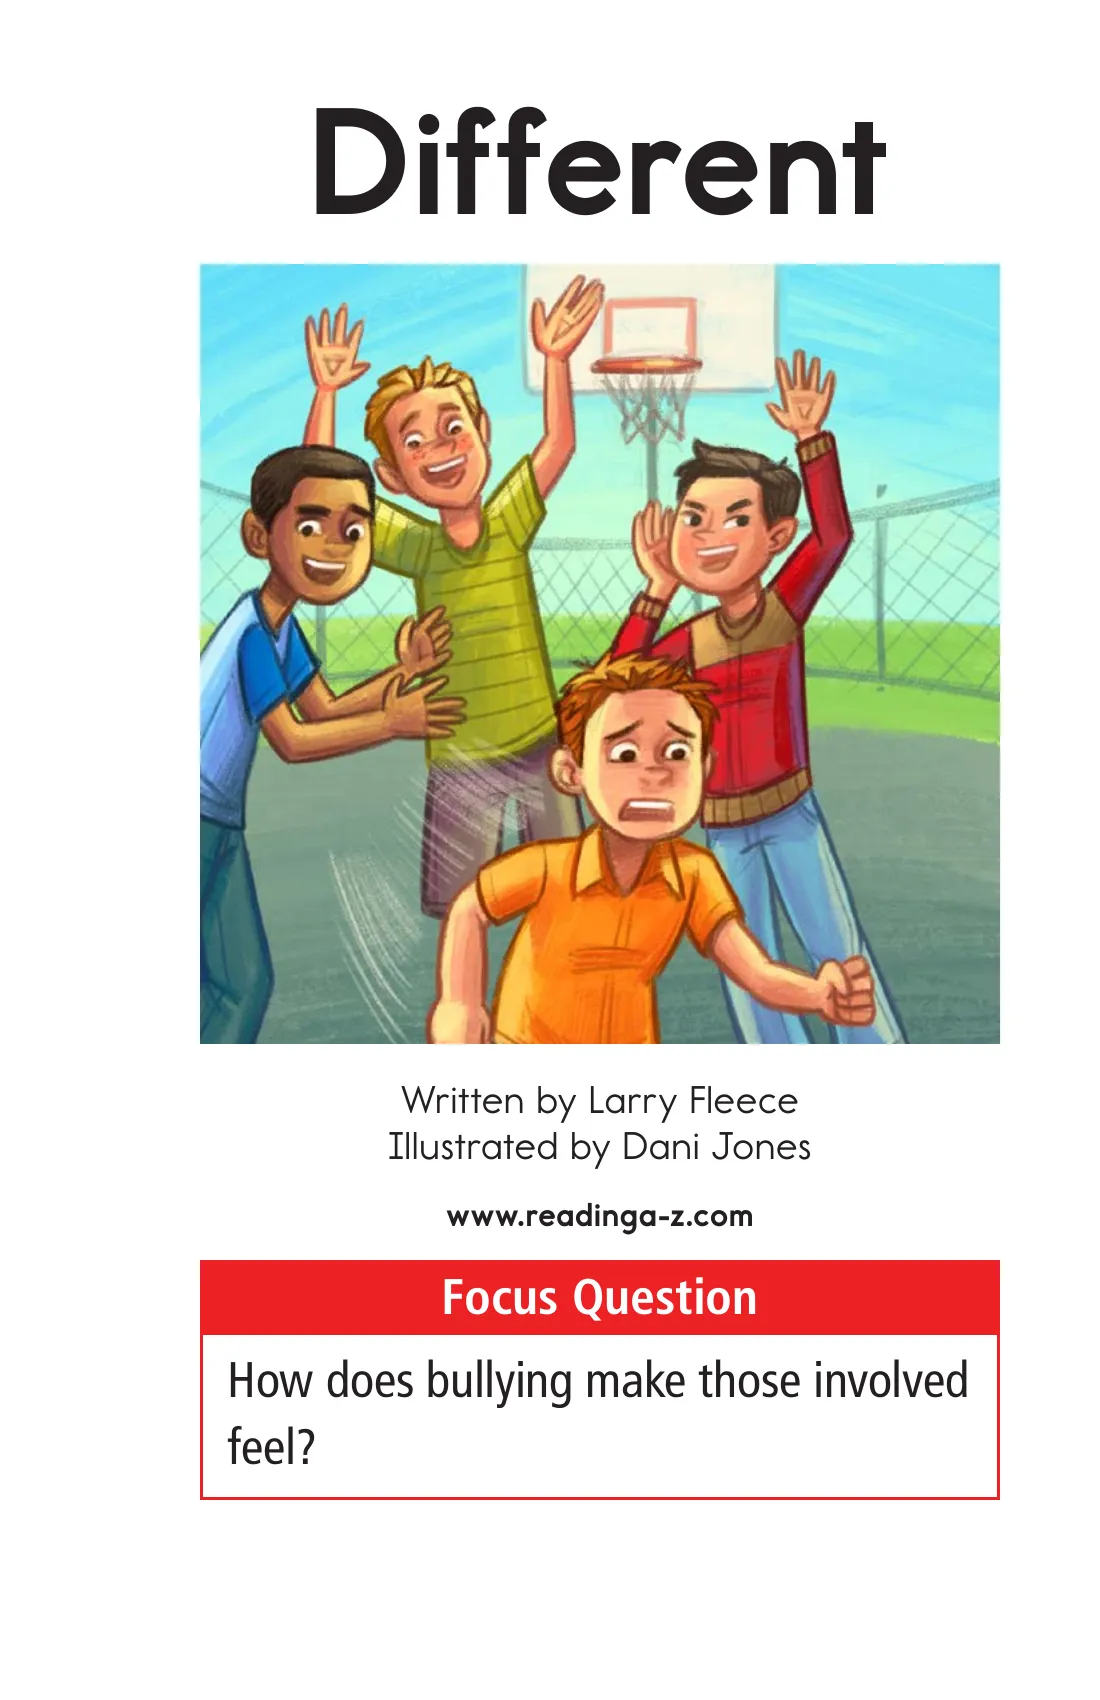 Different
Written by Larry Fleece
Illustrated by Dani Jones
www.readinga-z.com
Focus Question
How does bullying make those involved
feel?